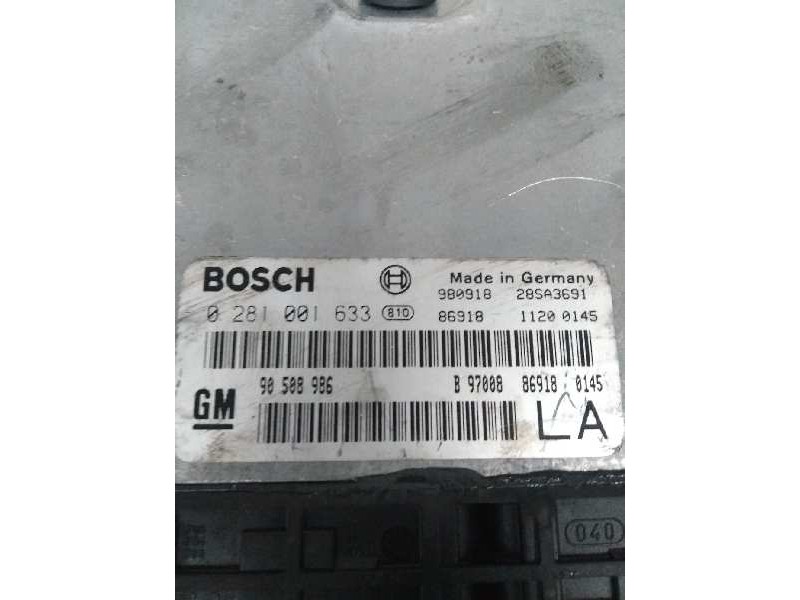 BOSCH Made in Germany
980918 28SA3691
0 281 001 633 810 86918 1120 0145
GM 90 508 986 B 97008 86918 0145
LA
040